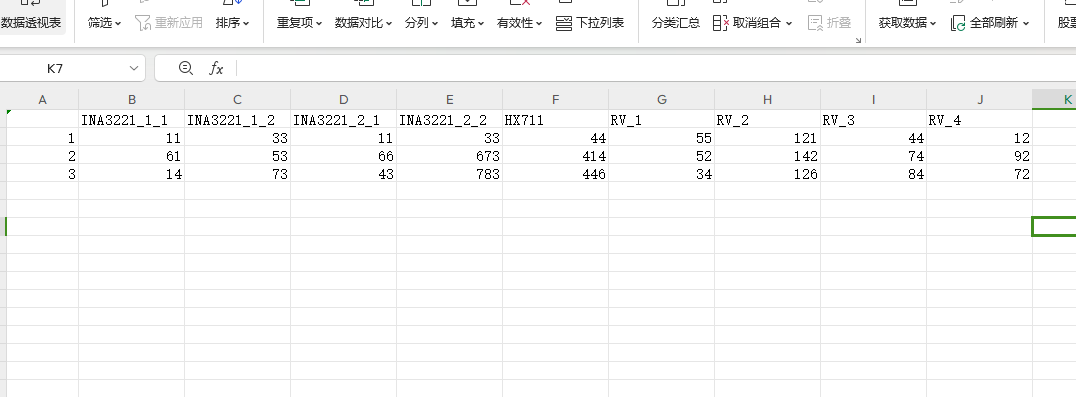 数据透视表 筛选 重新应用 排序 重复项 数据对比 分列 填充 有效性 下拉列表 分类汇总 取消组合 折叠 获取数据 全部刷新 股票
K7 fx
A B C D E F G H I J K
INA3221_1_1 INA3221_1_2 INA3221_2_1 INA3221_2_2 HX711 RV_1 RV_2 RV_3 RV_4
1 11 33 11 33 44 55 121 44 12
2 61 53 66 673 414 52 142 74 92
3 14 73 43 783 446 34 126 84 72